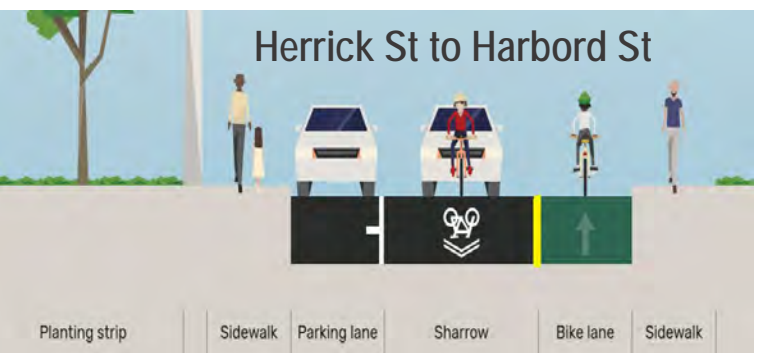 Herrick St to Harbord St
Planting strip
Sidewalk
Parking lane
Sharrow
Bike lane
Sidewalk